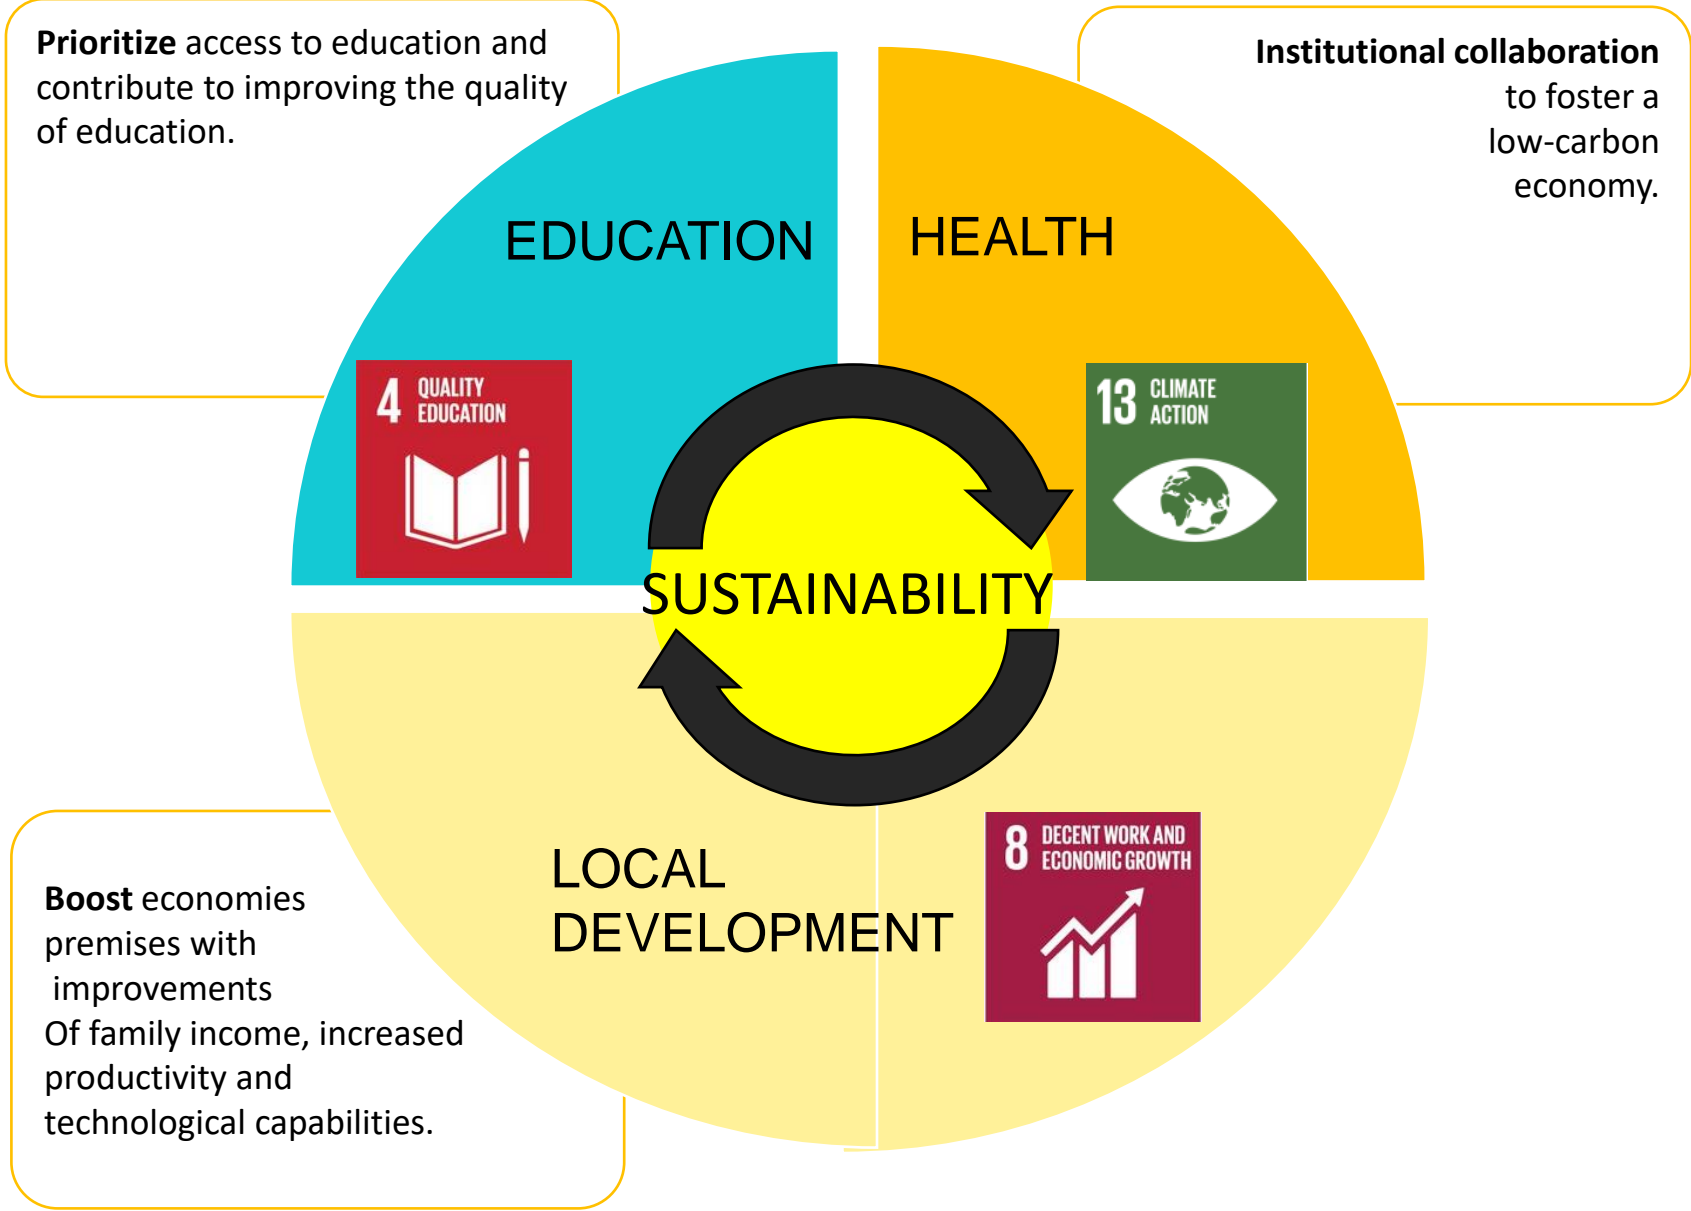 Prioritize access to education and
contribute to improving the quality
of education.
Institutional collaboration
to foster a
low-carbon
economy.
EDUCATION
HEALTH
4 QUALITY
EDUCATION
13 CLIMATE
ACTION
SUSTAINABILITY
LOCAL
DEVELOPMENT
8 DECENT WORK AND
ECONOMIC GROWTH
Boost economies
premises with
improvements
Of family income, increased
productivity and
technological capabilities.